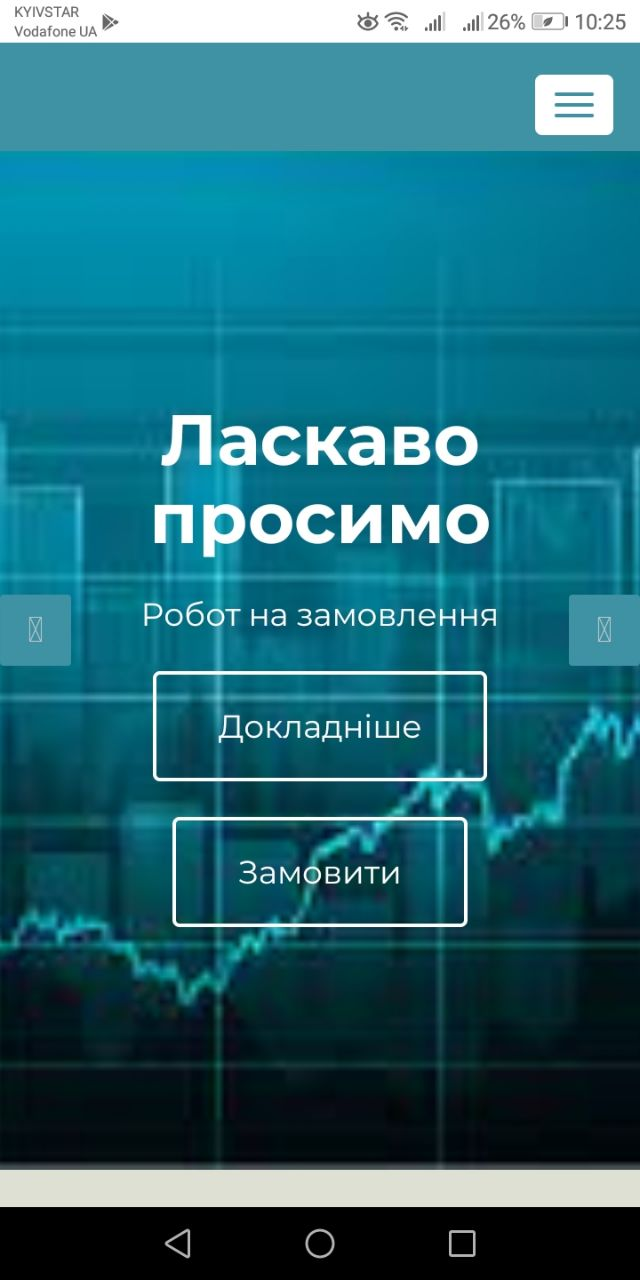 KYIVSTAR
Vodafone UA
26% 10:25
Ласкаво
просимо
Робот на замовлення
Докладніше
Замовити